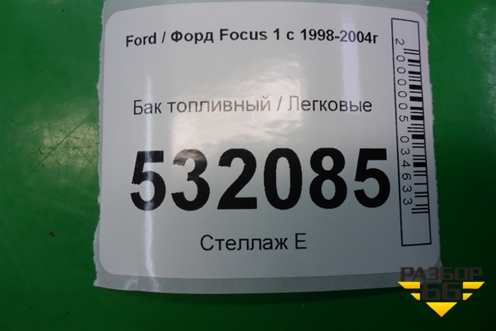 Ford / Форд Focus 1 с 1998-2004г
Бак топливный / Легковые
532085
Стеллаж Е
2000005034633
РАЗБОР
66